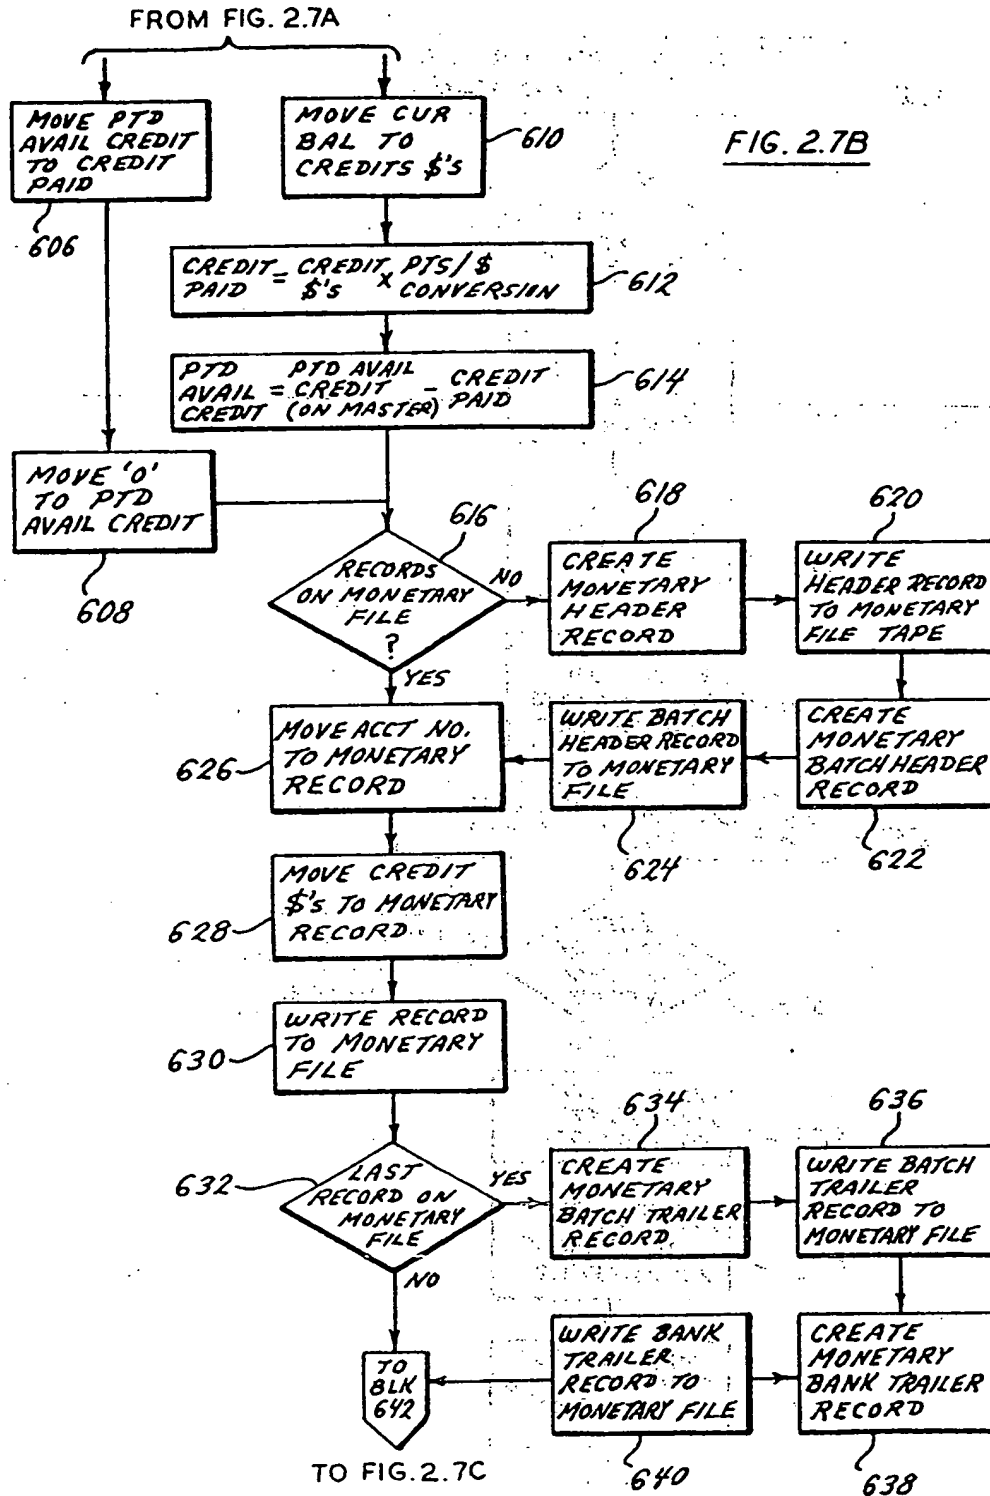 FROM FIG. 2.7A
MOVE PTD
AVAIL CREDIT
TO CREDIT
PAID
606
MOVE CUR
BAL TO
CREDITS $'s
610
FIG. 2.7B
CREDIT PAID = CREDIT $'s x PTS/$ CONVERSION
612
PTD AVAIL CREDIT = PTD AVAIL CREDIT (ON MASTER) - CREDIT PAID
614
MOVE '0'
TO PTD
AVAIL CREDIT
608
616
RECORDS
ON MONETARY
FILE
?
NO
YES
618
CREATE
MONETARY
HEADER
RECORD
620
WRITE
HEADER RECORD
TO MONETARY
FILE TAPE
CREATE
MONETARY
BATCH HEADER
RECORD
622
WRITE BATCH
HEADER RECORD
TO MONETARY
FILE
624
MOVE ACCT NO.
TO MONETARY
RECORD
626
MOVE CREDIT
$'s TO MONETARY
RECORD
628
WRITE RECORD
TO MONETARY
FILE
630
LAST
RECORD ON
MONETARY
FILE
632
YES
NO
634
CREATE
MONETARY
BATCH TRAILER
RECORD
636
WRITE BATCH
TRAILER
RECORD TO
MONETARY FILE
CREATE
MONETARY
BANK TRAILER
RECORD
638
WRITE BANK
TRAILER
RECORD TO
MONETARY FILE
640
TO
BLK
642
TO FIG. 2.7C